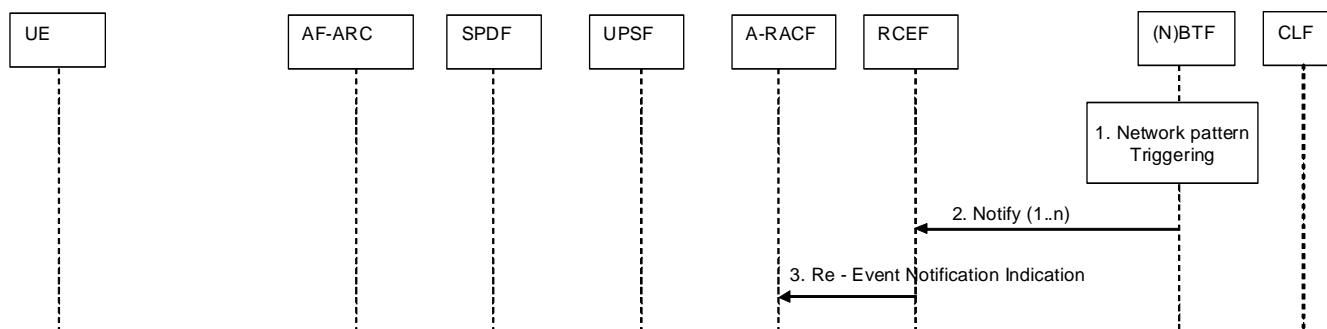 UE
AF-ARC
SPDF
UPSF
A-RACF
RCEF
(N)BTF
CLF
1. Network pattern
Triggering
2. Notify (1..n)
3. Re - Event Notification Indication